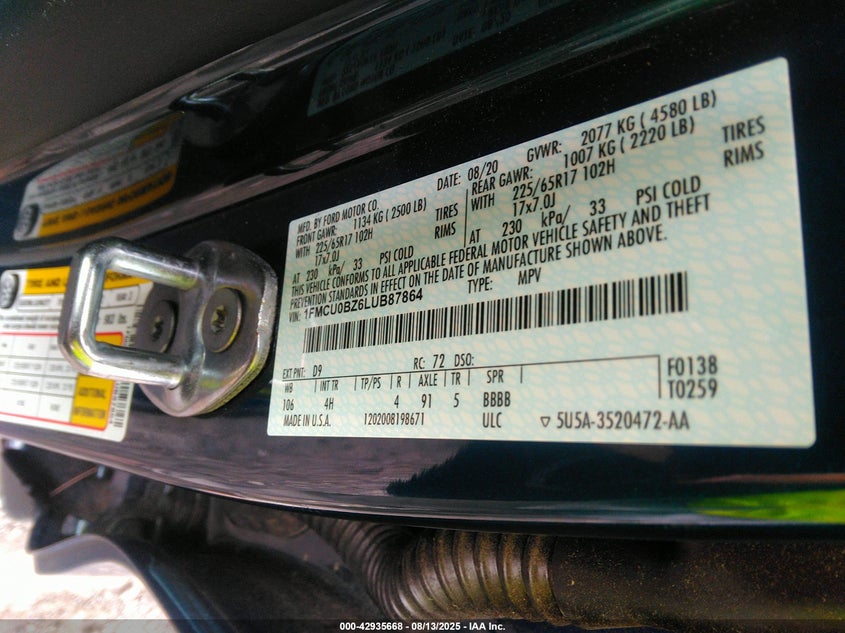 MFD. BY FORD MOTOR CO.
DATE: 08/20 GVWR: 2077 KG ( 4580 LB)
FRONT GAWR: 1134 KG ( 2500 LB)
REAR GAWR: 1007 KG ( 2220 LB)
WITH 225/65R17 102H TIRES
WITH 225/65R17 102H TIRES
17x7.0J RIMS
17x7.0J RIMS
AT 230 kPa/ 33 PSI COLD
AT 230 kPa/ 33 PSI COLD
THIS VEHICLE CONFORMS TO ALL APPLICABLE FEDERAL MOTOR VEHICLE SAFETY AND THEFT
PREVENTION STANDARDS IN EFFECT ON THE DATE OF MANUFACTURE SHOWN ABOVE.
VIN: 1FMCU0BZ6LUB87864 TYPE: MPV
EXT PNT: D9 RC: 72 DSO:
WB INT TR TP/PS R AXLE TR SPR
106 4H 4 91 5 BBBB
F0138
T0259
MADE IN U.S.A. 1202008198671 ULC ▽ 5U5A-3520472-AA
TIRE AND
ADDITIONAL
INFORMATION
000-42935668 - 08/13/2025 - IAA Inc.